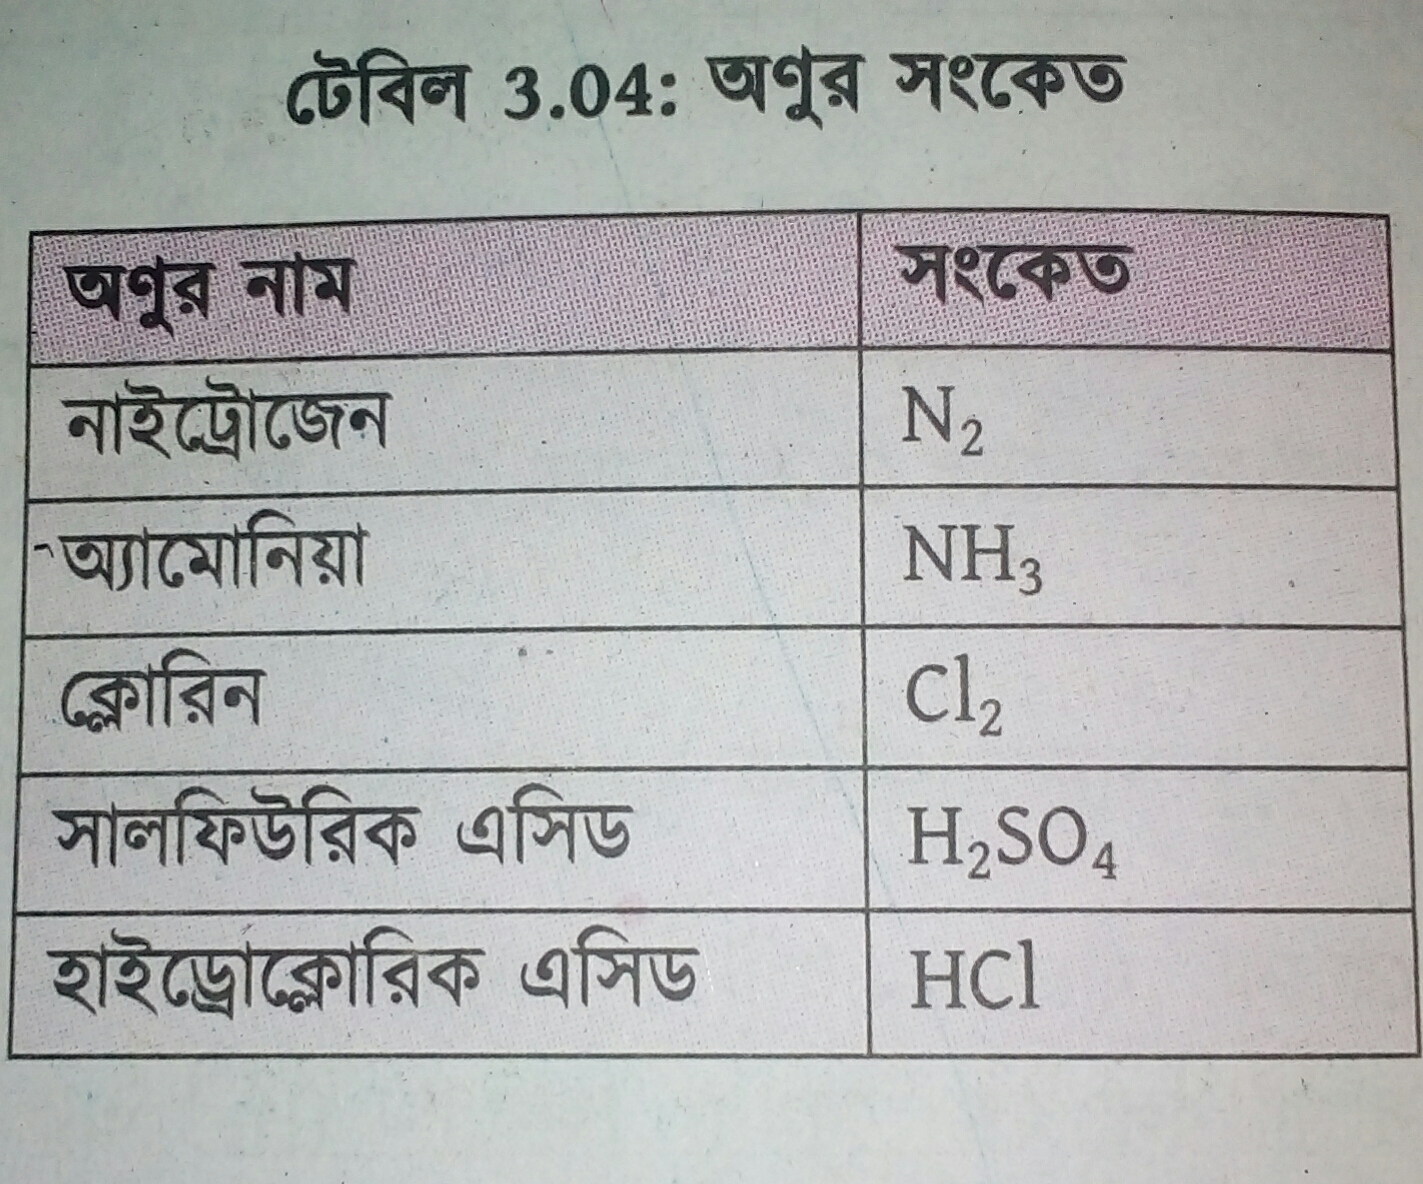 টেবিল 3.04: অণুর সংকেত
অণুর নাম সংকেত
নাইট্রোজেন N₂
অ্যামোনিয়া NH₃
ক্লোরিন Cl₂
সালফিউরিক এসিড H₂SO₄
হাইড্রোক্লোরিক এসিড HCl